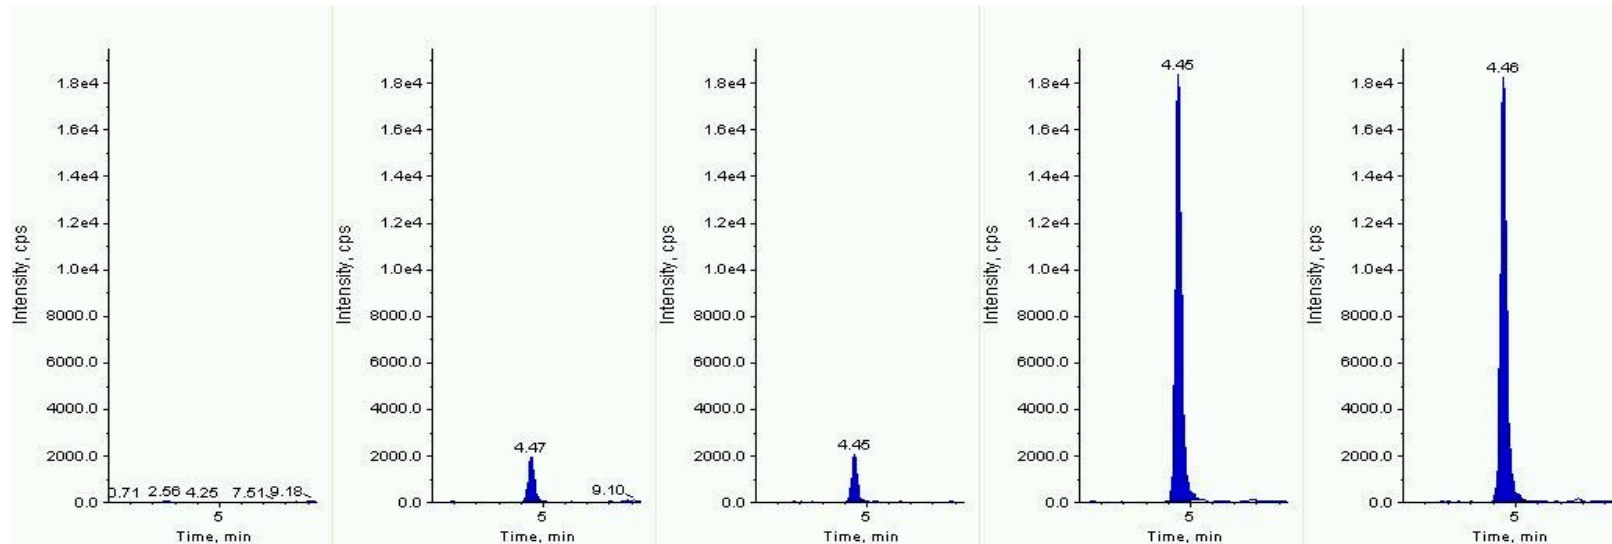 1.8e4
1.6e4
1.4e4
1.2e4
1.0e4
8000.0
6000.0
4000.0
2000.0
0.0
Intensity, cps
0.71 2.56 4.25 7.51 9.18
5
Time, min
1.8e4
1.6e4
1.4e4
1.2e4
1.0e4
8000.0
6000.0
4000.0
2000.0
0.0
Intensity, cps
4.47
9.10
5
Time, min
1.8e4
1.6e4
1.4e4
1.2e4
1.0e4
8000.0
6000.0
4000.0
2000.0
0.0
Intensity, cps
4.45
5
Time, min
1.8e4
1.6e4
1.4e4
1.2e4
1.0e4
8000.0
6000.0
4000.0
2000.0
0.0
Intensity, cps
4.45
5
Time, min
1.8e4
1.6e4
1.4e4
1.2e4
1.0e4
8000.0
6000.0
4000.0
2000.0
0.0
Intensity, cps
4.46
5
Time, min